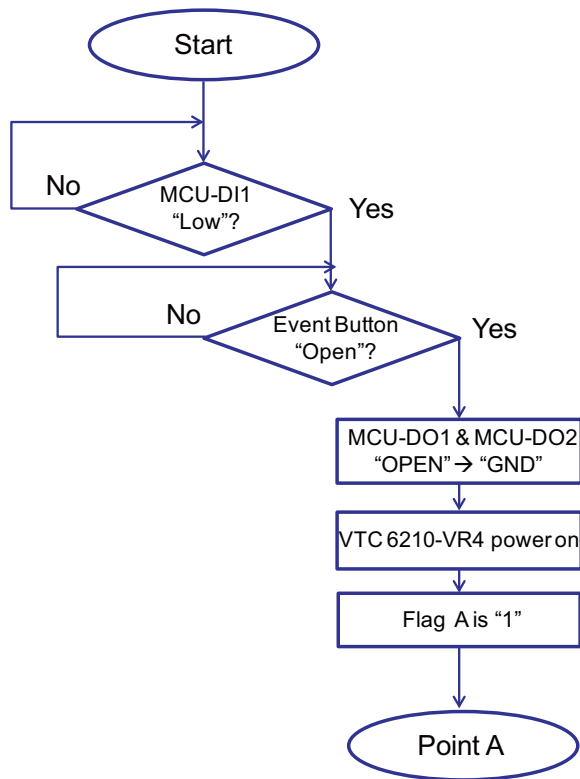 Start
No
MCU-DI1
“Low”?
Yes
No
Event Button
“Open”?
Yes
MCU-DO1 & MCU-DO2
“OPEN” → “GND”
VTC 6210-VR4 power on
Flag A is “1”
Point A